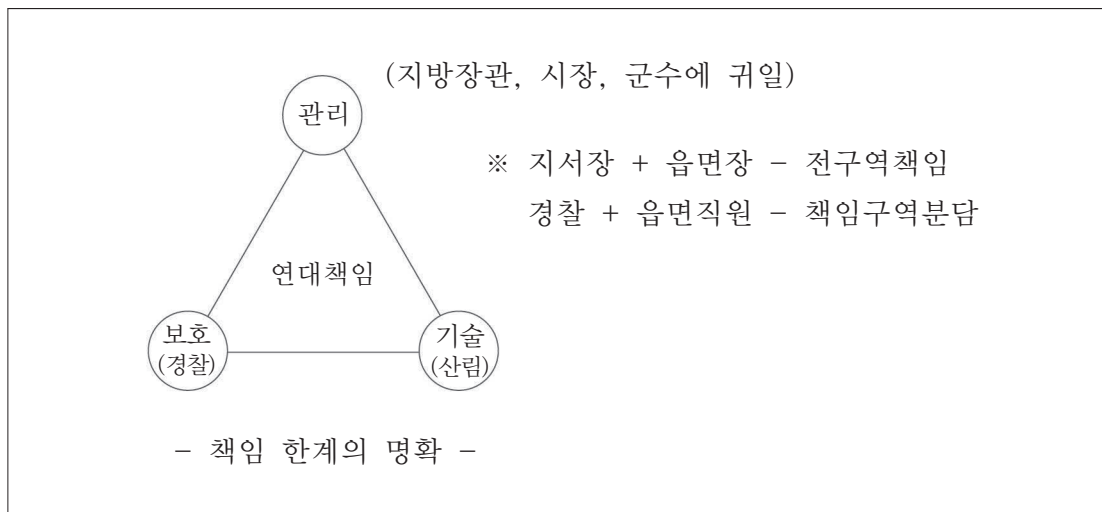 (지방장관, 시장, 군수에 귀일)
관리
※ 지서장 + 읍면장 – 전구역책임
경찰 + 읍면직원 – 책임구역분담
연대책임
보호
(경찰)
기술
(산림)
– 책임 한계의 명확 –